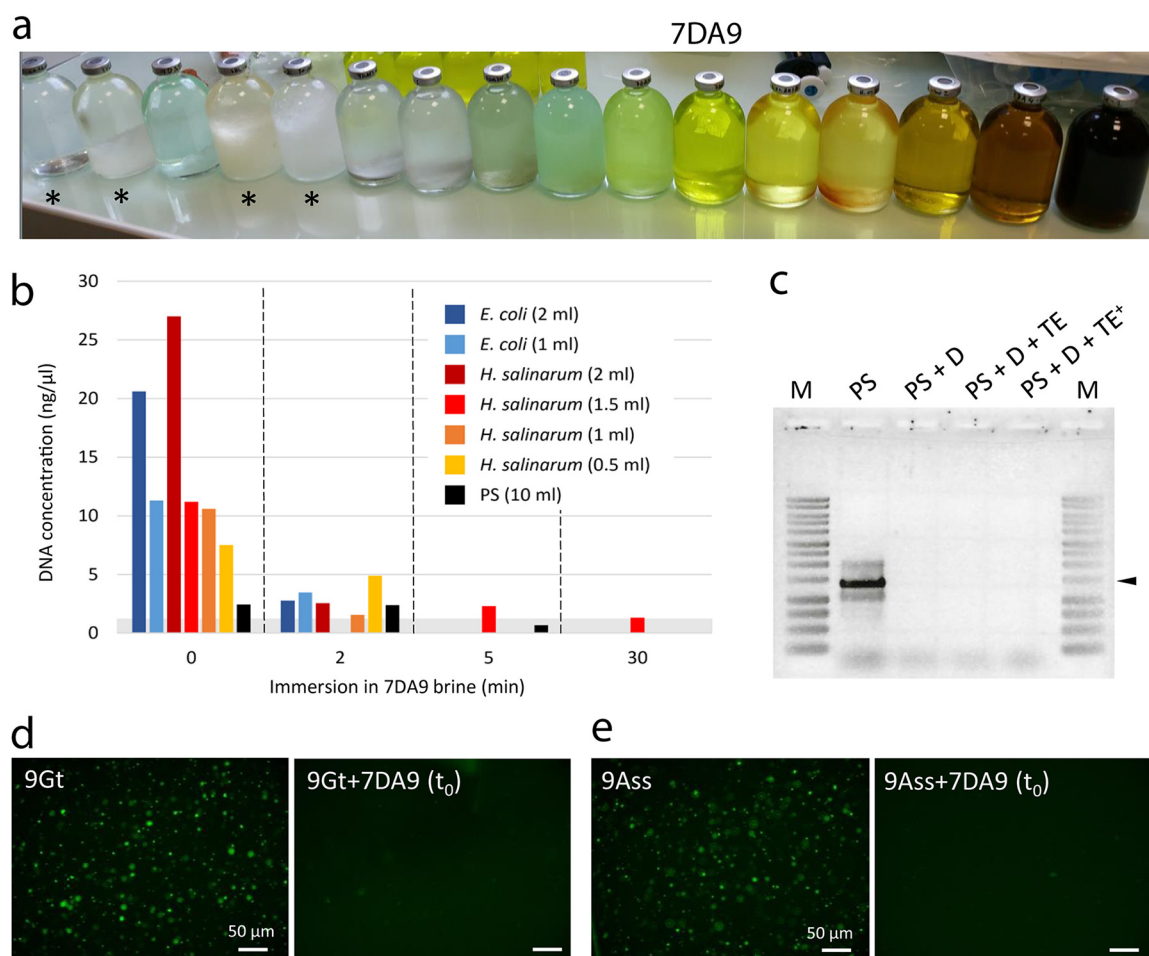 a
7DA9
* * * *
b
30
25
20
15
10
5
0
DNA concentration (ng/µl)
E. coli (2 ml)
E. coli (1 ml)
H. salinarum (2 ml)
H. salinarum (1.5 ml)
H. salinarum (1 ml)
H. salinarum (0.5 ml)
PS (10 ml)
0 2 5 30
Immersion in 7DA9 brine (min)
c
M PS PS + D PS + D + TE PS + D + TE⁺ M
d
9Gt
50 µm
9Gt+7DA9 (t₀)
e
9Ass
50 µm
9Ass+7DA9 (t₀)